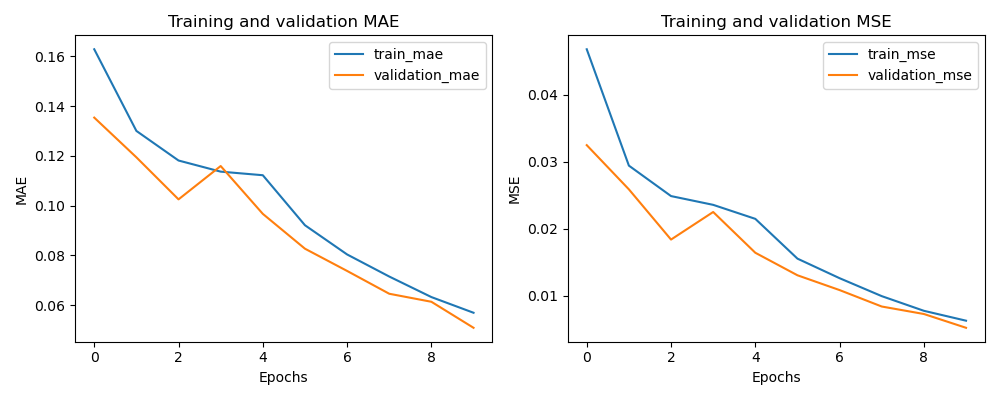 Training and validation MAE
train_mae
validation_mae
0.16
0.14
0.12
0.10
0.08
0.06
MAE
0
2
4
6
8
Epochs
Training and validation MSE
train_mse
validation_mse
0.04
0.03
0.02
0.01
MSE
0
2
4
6
8
Epochs